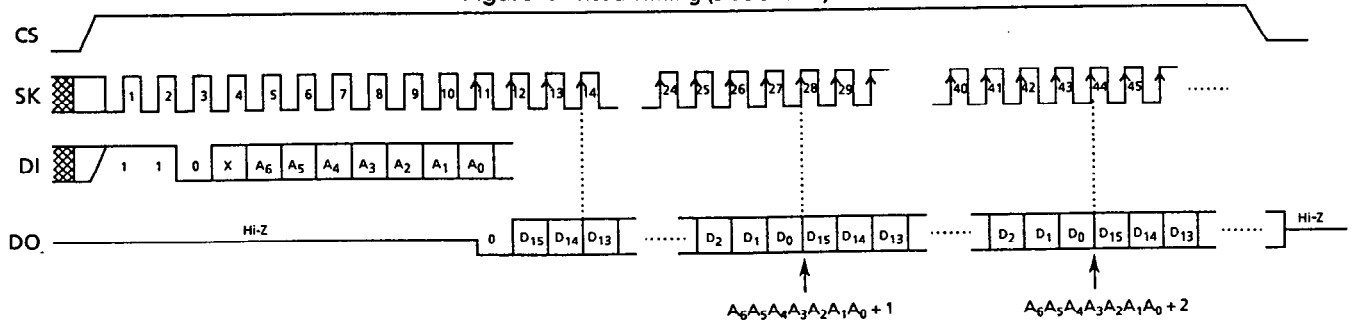 CS
SK 1 2 3 4 5 6 7 8 9 10 11 12 13 14 24 25 26 27 28 29 40 41 42 43 44 45 ......
DI 1 1 0 X A6 A5 A4 A3 A2 A1 A0
DO Hi-Z 0 D15 D14 D13 ...... D2 D1 D0 D15 D14 D13 ...... D2 D1 D0 D15 D14 D13 ...... Hi-Z
A6A5A4A3A2A1A0 + 1 A6A5A4A3A2A1A0 + 2